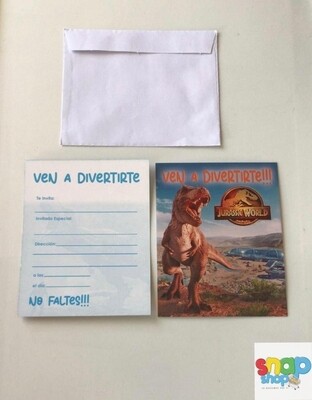 VEN A DIVERTIRTE
Te invita:
Invitado Especial:
Dirección:
a las:
el día:
NO FALTES!!!
VEN A DIVERTIRTE!!!
JURASSIC WORLD
snap
shop